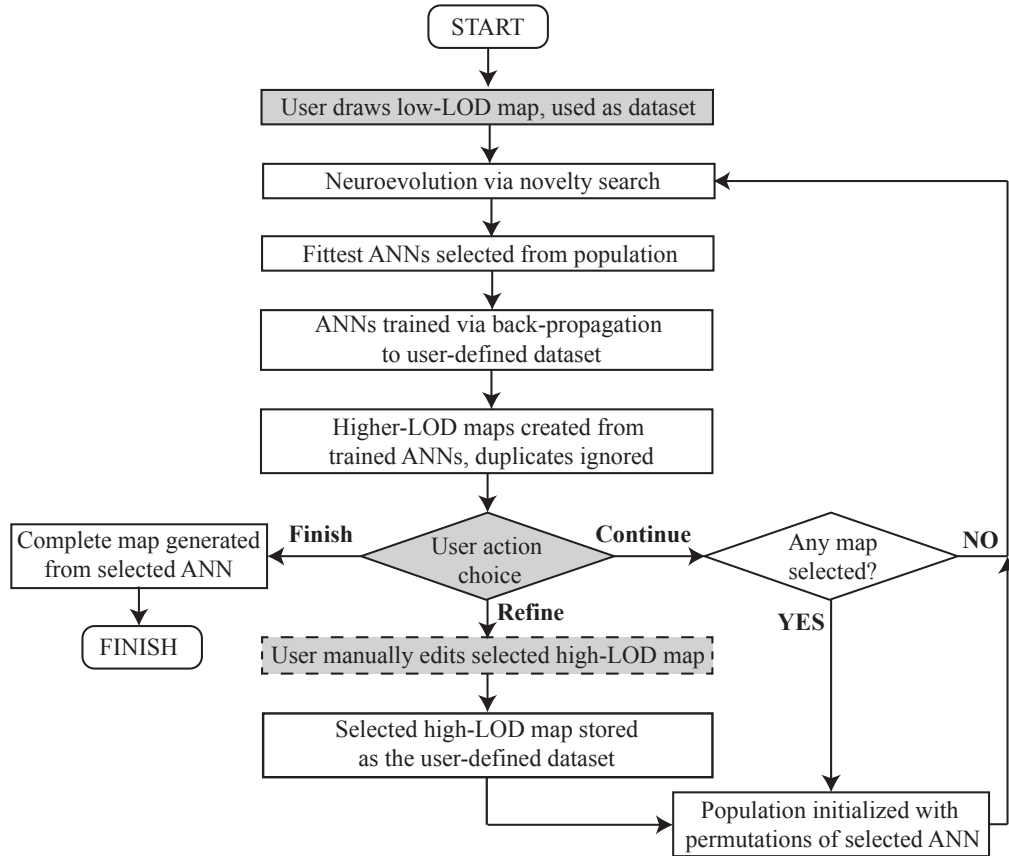 START
User draws low-LOD map, used as dataset
Neuroevolution via novelty search
Fittest ANNs selected from population
ANNs trained via back-propagation
to user-defined dataset
Higher-LOD maps created from
trained ANNs, duplicates ignored
Finish
Complete map generated
from selected ANN
FINISH
User action
choice
Continue
Any map
selected?
NO
YES
Refine
User manually edits selected high-LOD map
Selected high-LOD map stored
as the user-defined dataset
Population initialized with
permutations of selected ANN